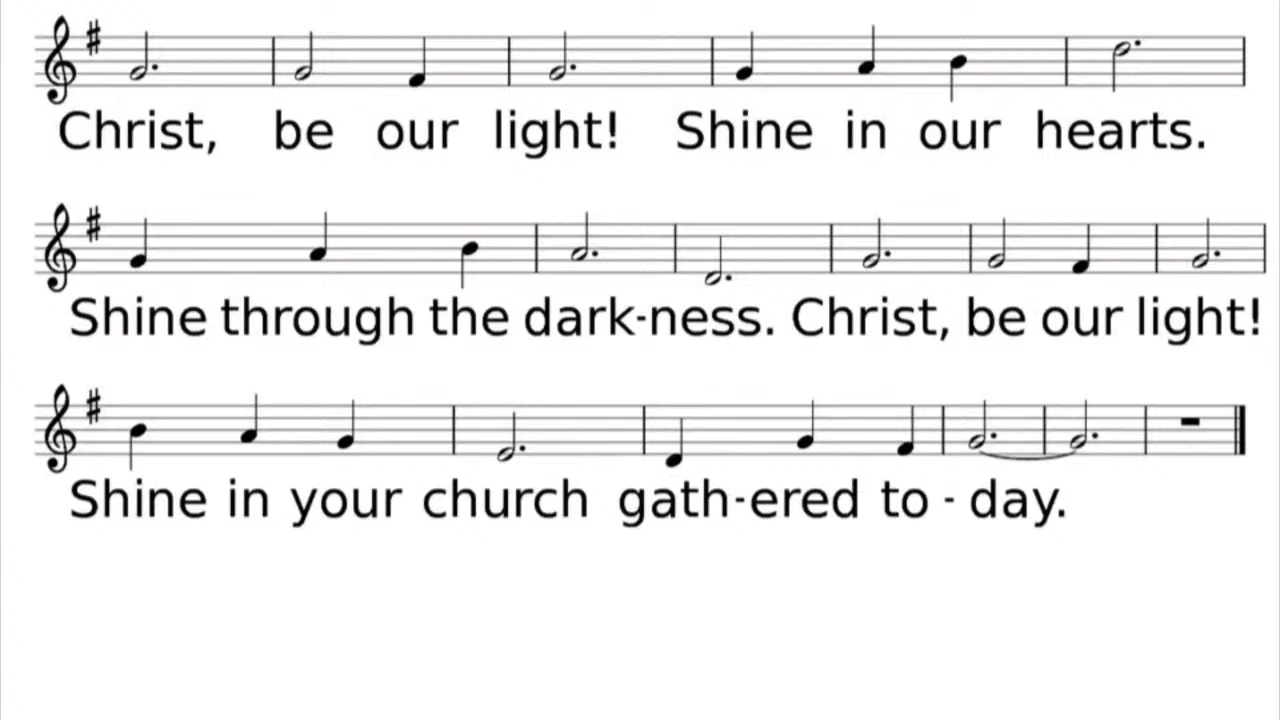 Christ, be our light! Shine in our hearts.
Shine through the dark-ness. Christ, be our light!
Shine in your church gath-ered to - day.